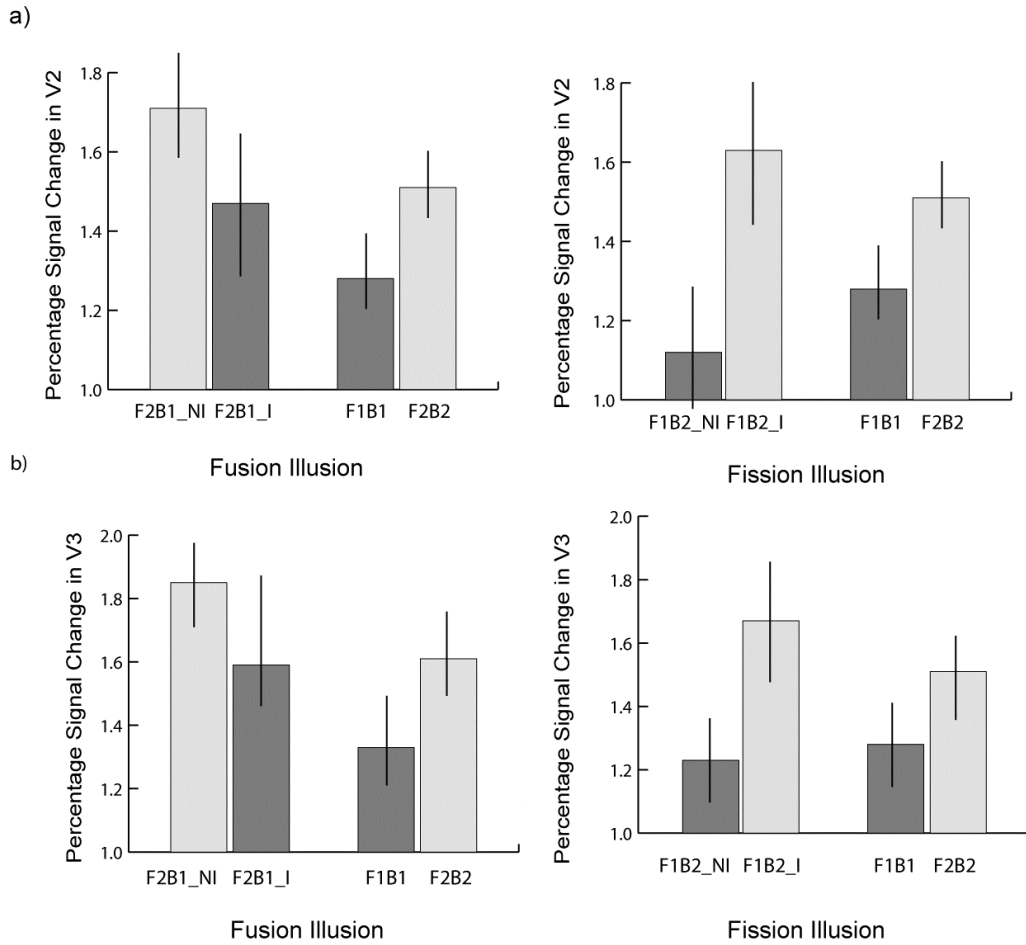 a)
Percentage Signal Change in V2
1.8
1.6
1.4
1.2
1.0
F2B1_NI F2B1_I F1B1 F2B2
Fusion Illusion
Percentage Signal Change in V2
1.8
1.6
1.4
1.2
1.0
F1B2_NI F1B2_I F1B1 F2B2
Fission Illusion
b)
Percentage Signal Change in V3
2.0
1.8
1.6
1.4
1.2
1.0
F2B1_NI F2B1_I F1B1 F2B2
Fusion Illusion
Percentage Signal Change in V3
2.0
1.8
1.6
1.4
1.2
1.0
F1B2_NI F1B2_I F1B1 F2B2
Fission Illusion